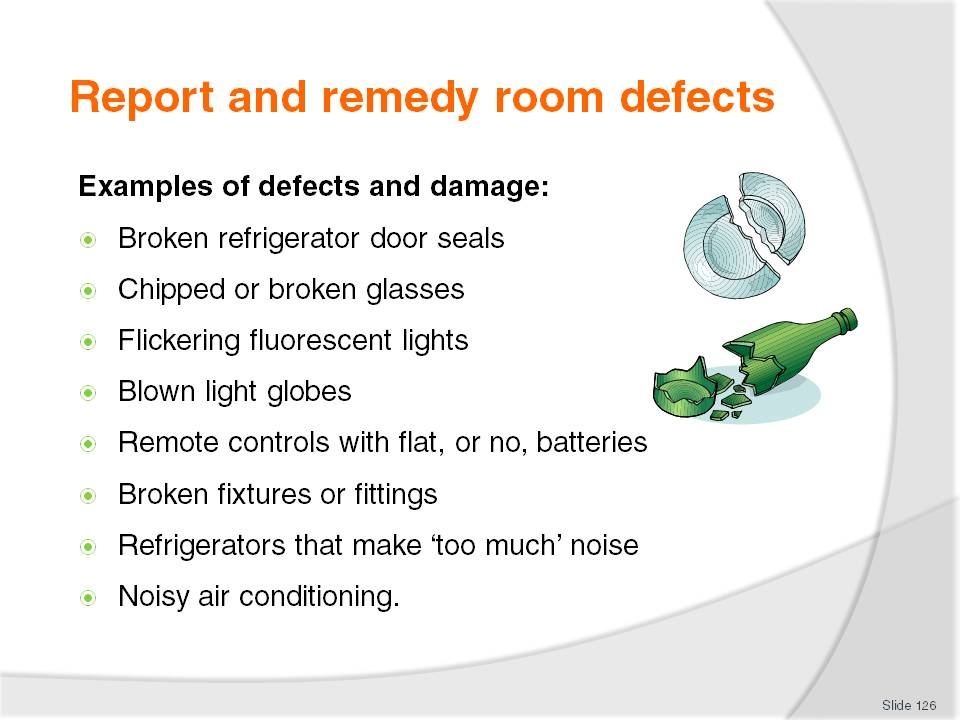 Report and remedy room defects
Examples of defects and damage:
Broken refrigerator door seals
Chipped or broken glasses
Flickering fluorescent lights
Blown light globes
Remote controls with flat, or no, batteries
Broken fixtures or fittings
Refrigerators that make ‘too much’ noise
Noisy air conditioning.
Slide 126